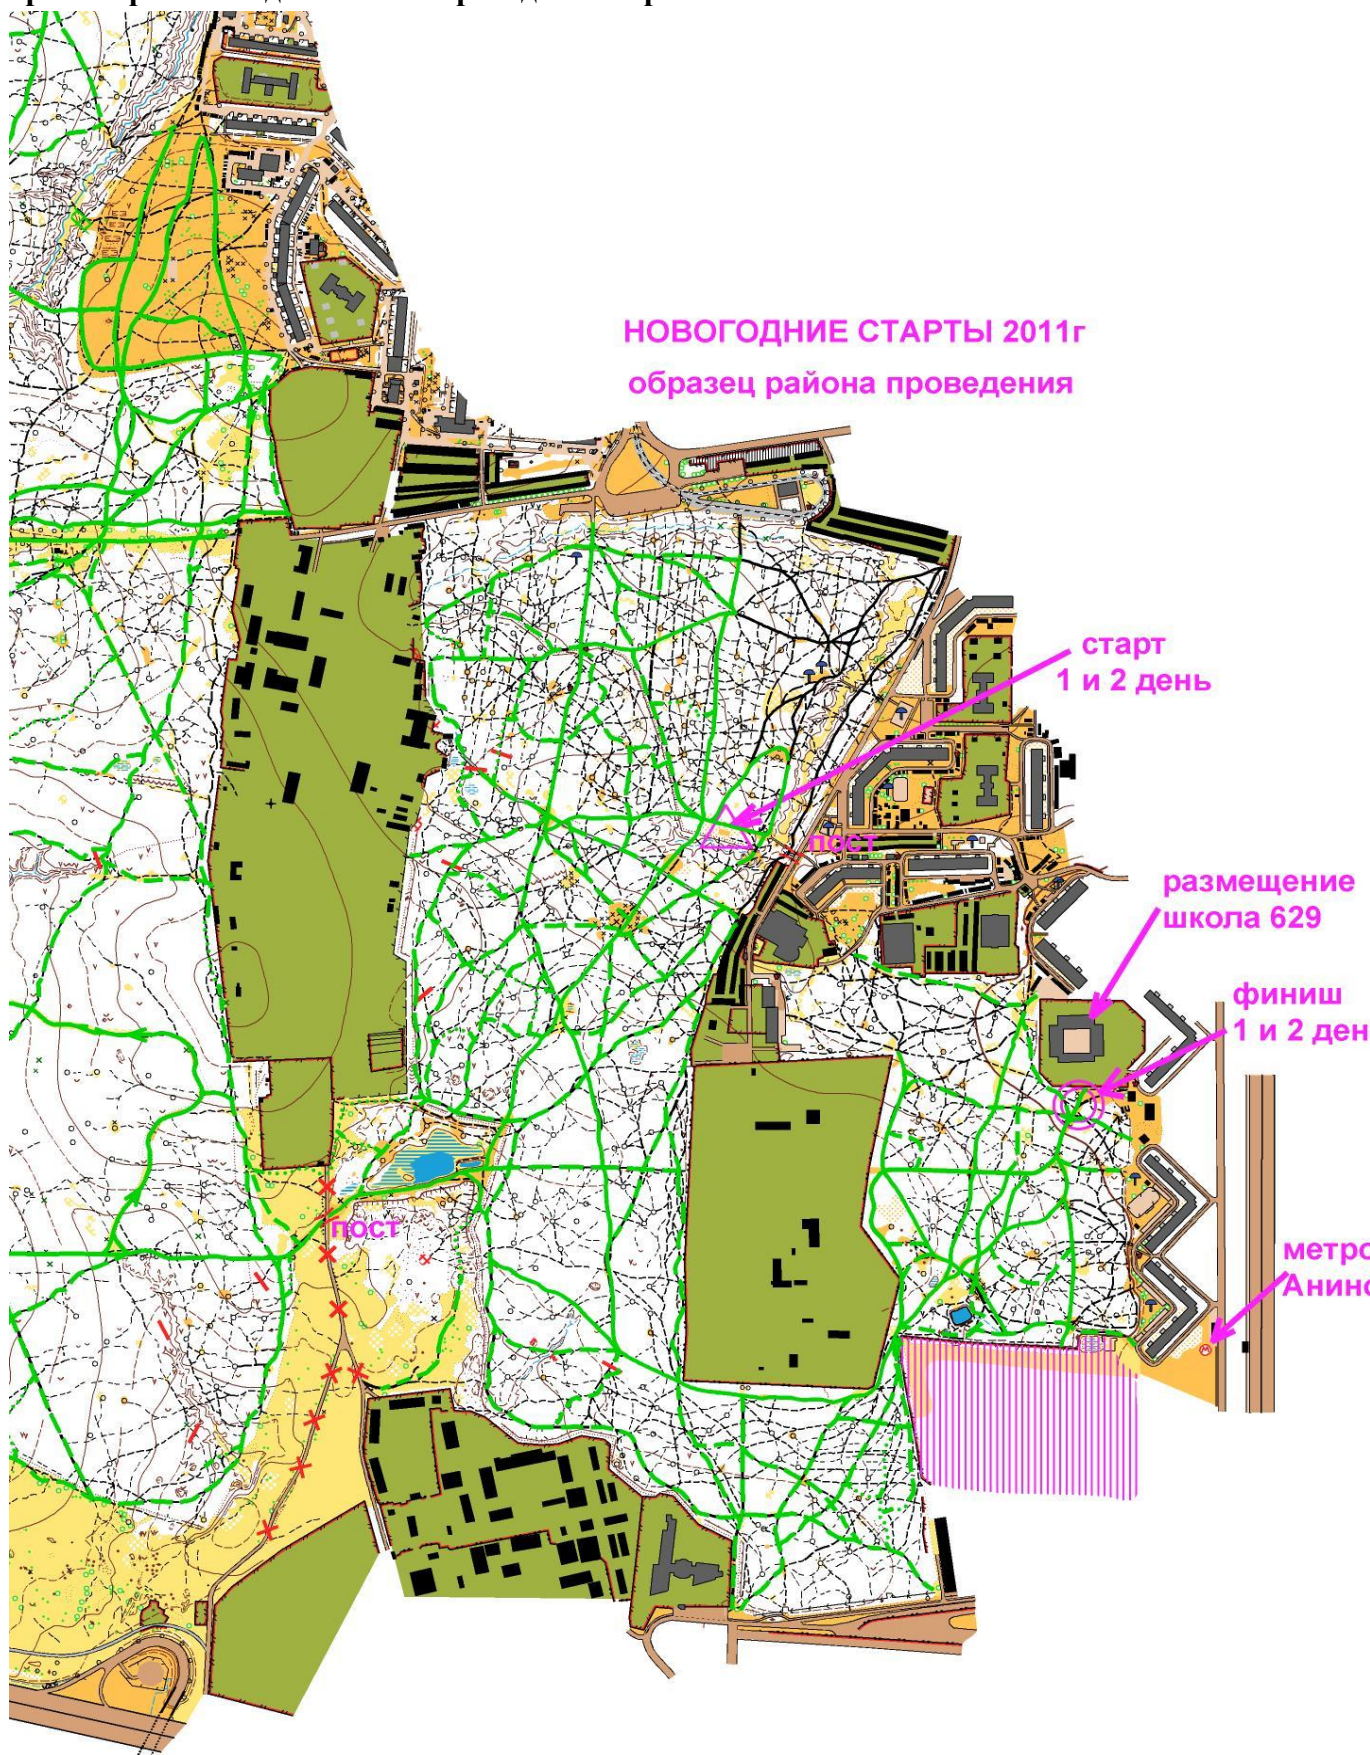 НОВОГОДНИЕ СТАРТЫ 2011г
образец района проведения
старт
1 и 2 день
пост
размещение
школа 629
финиш
1 и 2 ден
пост
метро
Анино